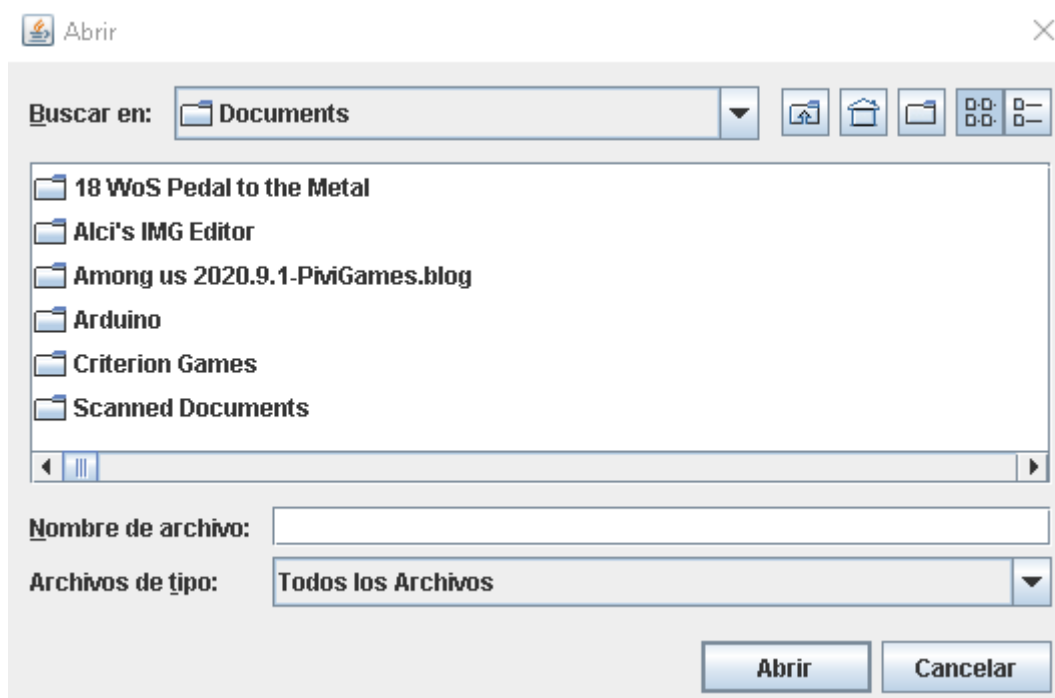 Abrir
Buscar en: Documents
18 WoS Pedal to the Metal
Alci's IMG Editor
Among us 2020.9.1-PiviGames.blog
Arduino
Criterion Games
Scanned Documents
Nombre de archivo:
Archivos de tipo: Todos los Archivos
Abrir Cancelar